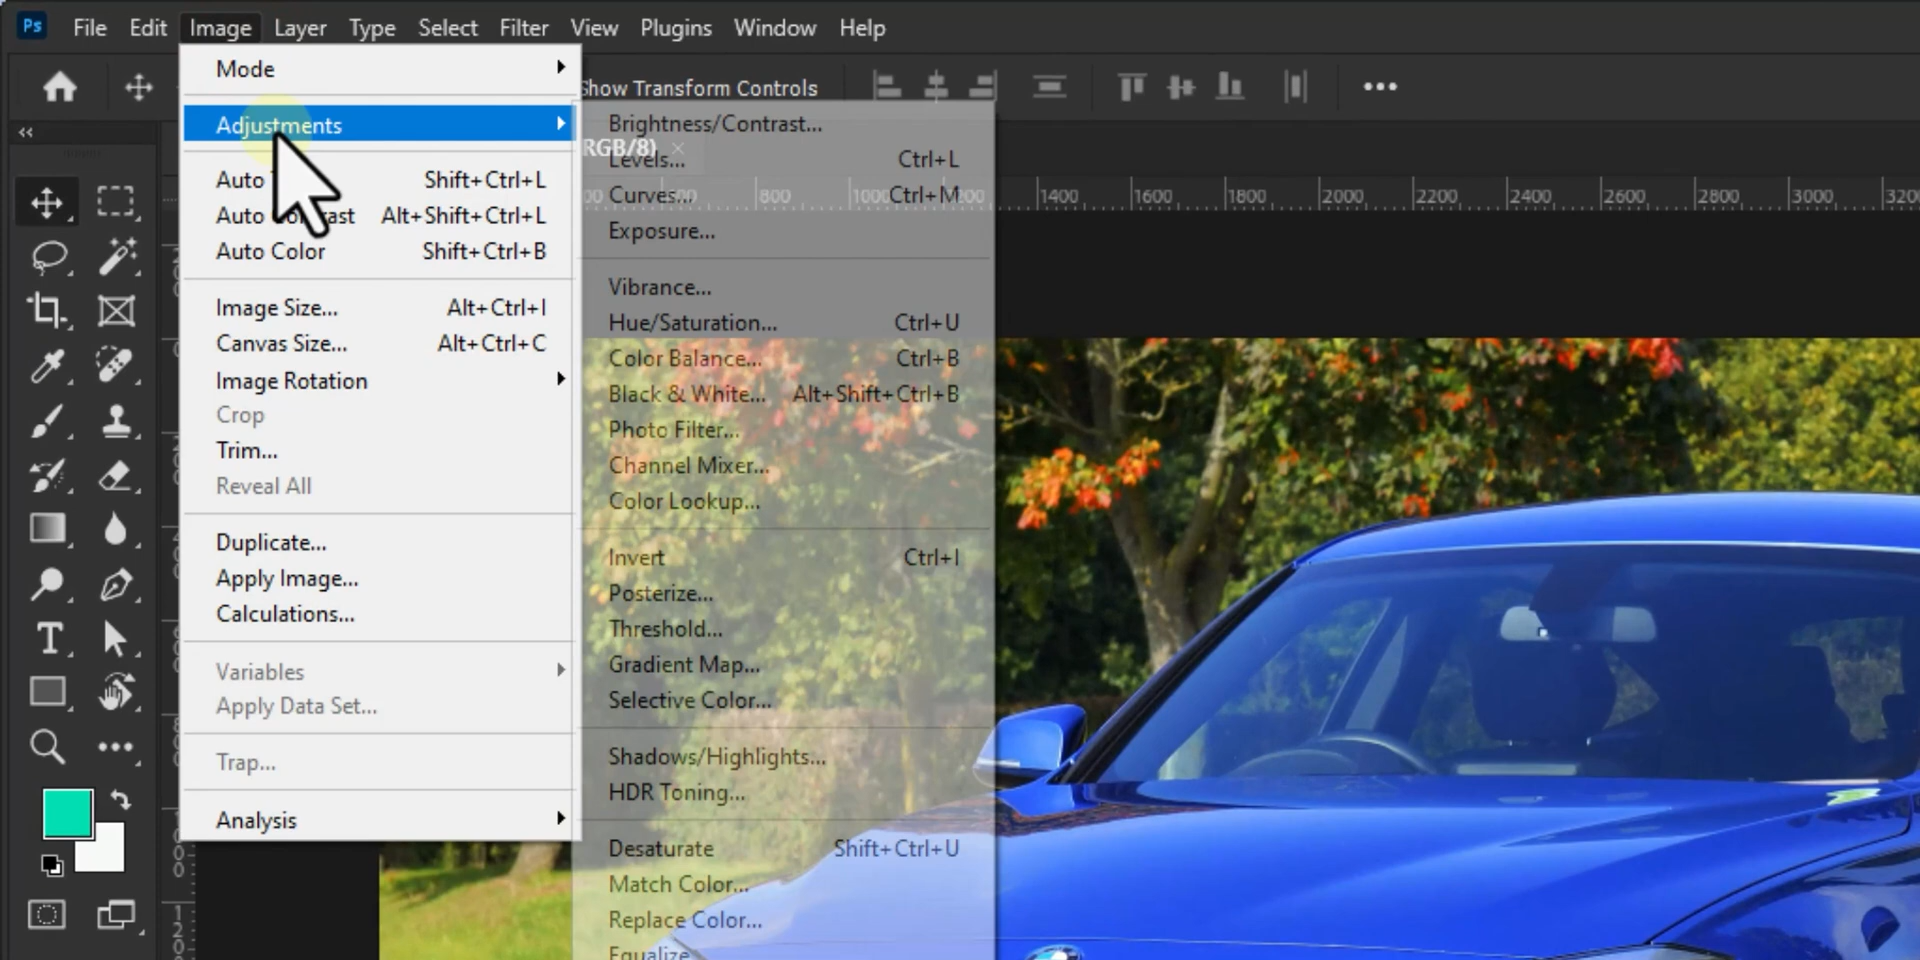 Ps File Edit Image Layer Type Select Filter View Plugins Window Help
Show Transform Controls
RGB/8)
1400 1600 1800 2000 2200 2400 2600 2800 3000 3200
800 1000 1200
Mode
Adjustments
Auto
Shift+Ctrl+L
Auto Contrast Alt+Shift+Ctrl+L
Auto Color Shift+Ctrl+B
Image Size... Alt+Ctrl+I
Canvas Size... Alt+Ctrl+C
Image Rotation
Crop
Trim...
Reveal All
Duplicate...
Apply Image...
Calculations...
Variables
Apply Data Set...
Trap...
Analysis
Brightness/Contrast...
Levels... Ctrl+L
Curves... Ctrl+M
Exposure...
Vibrance...
Hue/Saturation... Ctrl+U
Color Balance... Ctrl+B
Black & White... Alt+Shift+Ctrl+B
Photo Filter...
Channel Mixer...
Color Lookup...
Invert Ctrl+I
Posterize...
Threshold...
Gradient Map...
Selective Color...
Shadows/Highlights...
HDR Toning...
Desaturate Shift+Ctrl+U
Match Color...
Replace Color...
Equalize